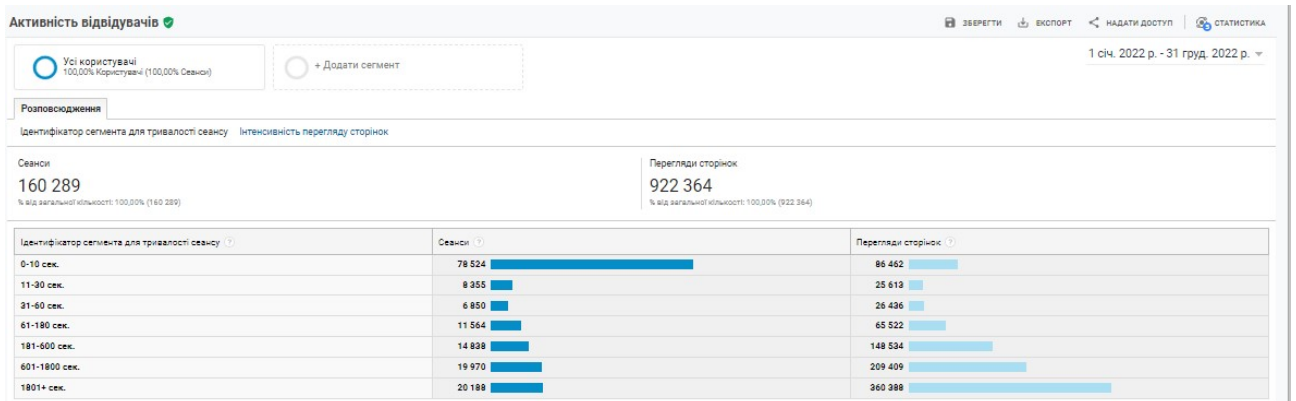 Активність відвідувачів
ЗБЕРЕГТИ ЕКСПОРТ НАДАТИ ДОСТУП СТАТИСТИКА
Усі користувачі
100,00% Користувачі (100,00% Сеанси)
+ Додати сегмент
1 січ. 2022 р. - 31 груд. 2022 р.
Розповсюдження
Ідентифікатор сегмента для тривалості сеансу Інтенсивність перегляду сторінок
Сеанси Перегляди сторінок
160 289 922 364
% від загальної кількості: 100,00% (160 289) % від загальної кількості: 100,00% (922 364)
Ідентифікатор сегмента для тривалості сеансу ? Сеанси ? Перегляди сторінок ?
0-10 сек. 78 524 86 462
11-30 сек. 8 355 25 613
31-60 сек. 6 850 26 436
61-180 сек. 11 564 65 522
181-600 сек. 14 838 148 534
601-1800 сек. 19 970 209 409
1801+ сек. 20 188 360 388